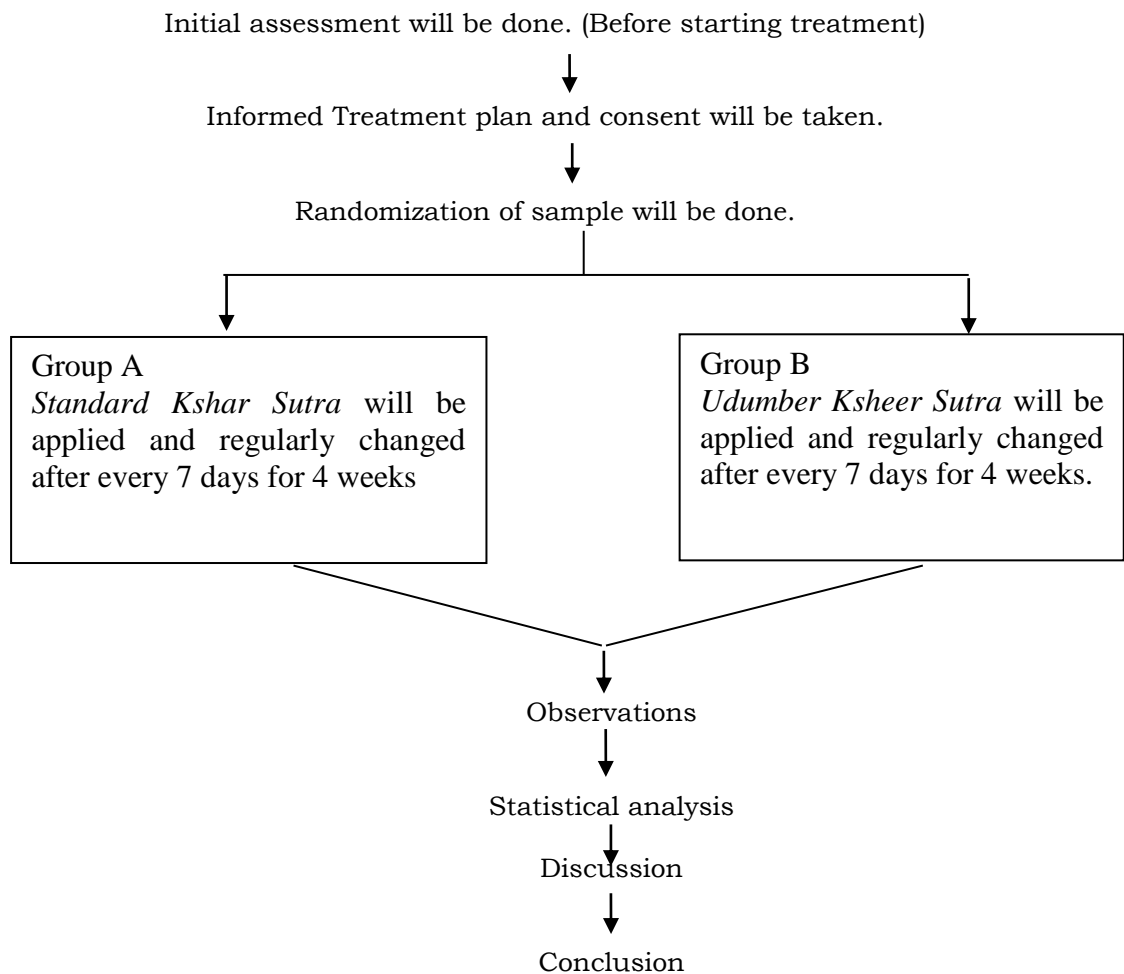 Initial assessment will be done. (Before starting treatment)
Informed Treatment plan and consent will be taken.
Randomization of sample will be done.
Group A
Standard Kshar Sutra will be
applied and regularly changed
after every 7 days for 4 weeks
Group B
Udumber Ksheer Sutra will be
applied and regularly changed
after every 7 days for 4 weeks.
Observations
Statistical analysis
Discussion
Conclusion